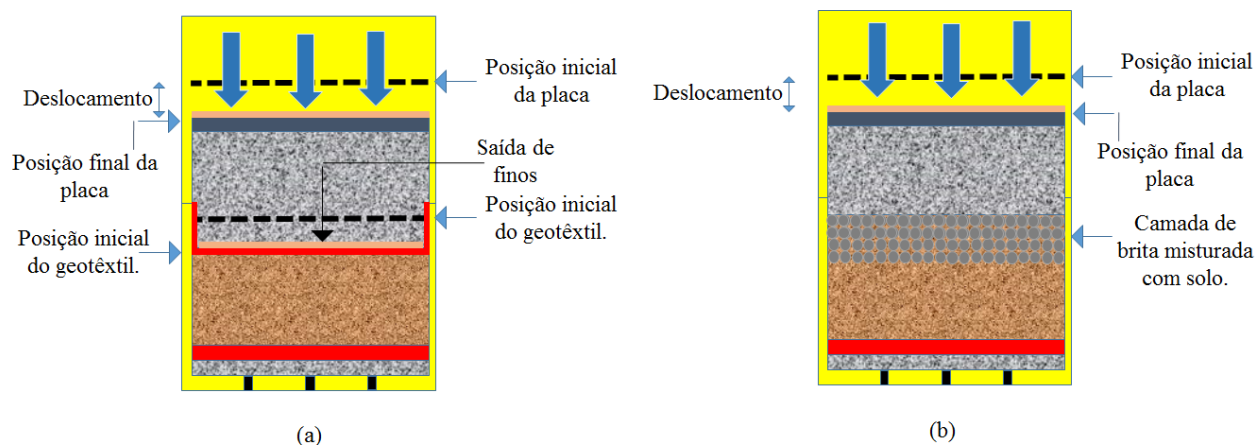 Posição inicial
da placa
Deslocamento
Posição final da
placa
Saída de
finos
Posição inicial
do geotêxtil.
Posição inicial
do geotêxtil.
(a)
Posição inicial
da placa
Deslocamento
Posição final da
placa
Camada de
brita misturada
com solo.
(b)